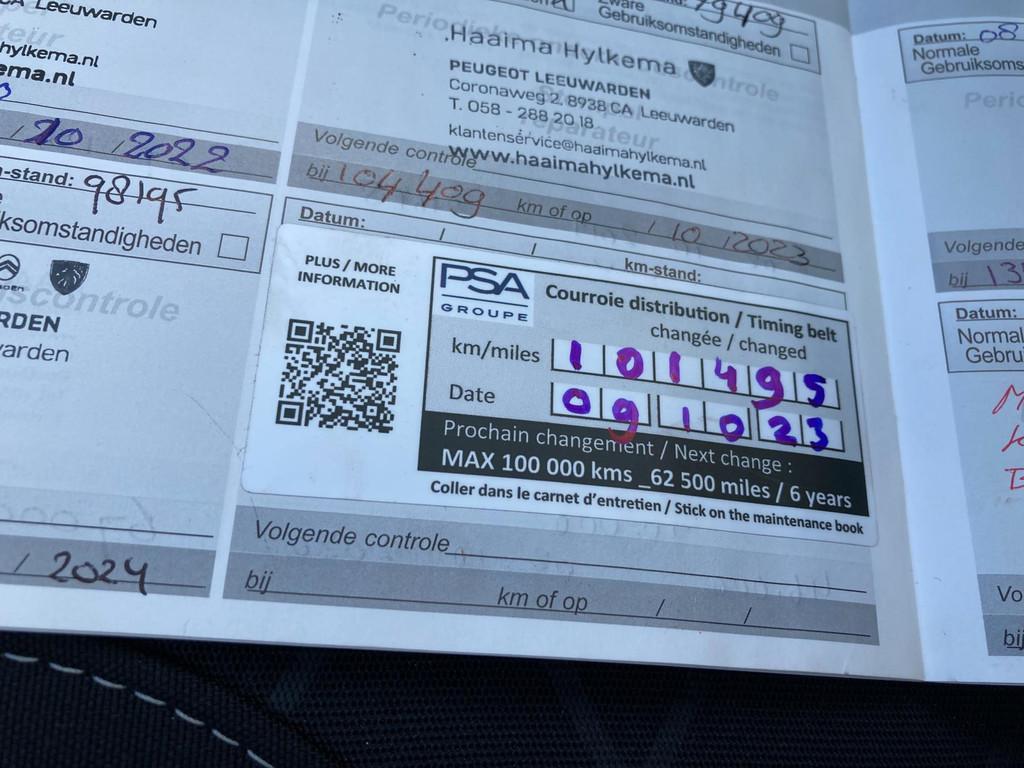 CA Leeuwarden
hylkema.nl
ema.nl
10 / 2022
-stand: 98195
ksomstandigheden
RDEN
varden
/ 2024
79409
Gebruiksomstandigheden
Haaima Hylkema
PEUGEOT LEEUWARDEN
Coronaweg 2, 8938 CA Leeuwarden
T. 058 - 288 20 18
klantenservice@haaimahylkema.nl
www.haaimahylkema.nl
Volgende controle
bij 104409 km of op / 10 / 2023
Datum: / /
km-stand:
PLUS / MORE
INFORMATION
PSA
GROUPE
Courroie distribution / Timing belt
changée / changed
km/miles 101495
Date 09 10 23
Prochain changement / Next change :
MAX 100 000 kms _62 500 miles / 6 years
Coller dans le carnet d'entretien / Stick on the maintenance book
Volgende controle
bij km of op / /
Datum: 08
Normale
Gebruiksoms
Perio
Volgende
bij 13
Datum:
Normal
Gebru
Vo
bij